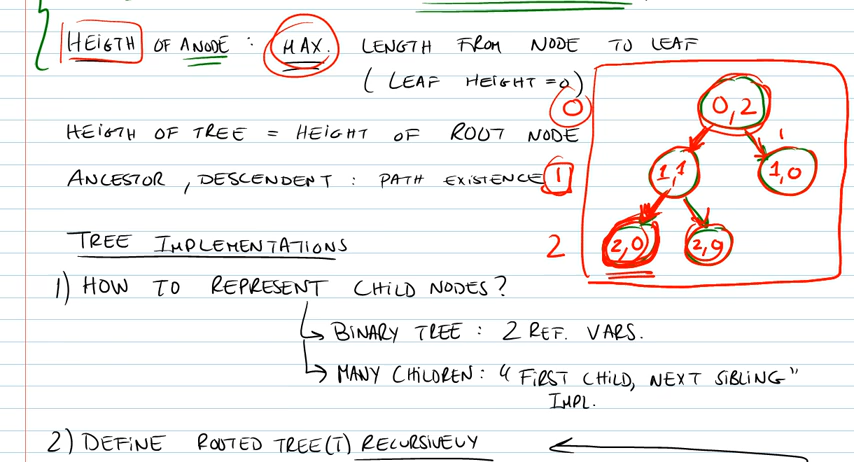 HEIGTH OF A NODE : MAX. LENGTH FROM NODE TO LEAF
( LEAF HEIGHT = 0 )
HEIGTH OF TREE = HEIGHT OF ROOT NODE
ANCESTOR , DESCENDENT : PATH EXISTENCE
0
1
2
0,2
1
1,1
1,0
2,0
2,0
TREE IMPLEMENTATIONS
1) HOW TO REPRESENT CHILD NODES?
↳ BINARY TREE : 2 REF. VARS.
↳ MANY CHILDREN : "FIRST CHILD, NEXT SIBLING"
IMPL.
2) DEFINE ROOTED TREE(T) RECURSIVELY